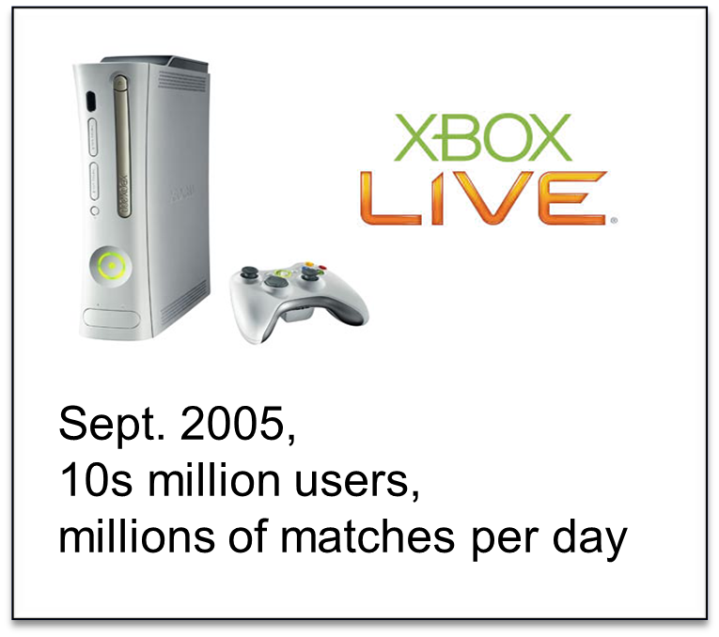 XBOX
LIVE
Sept. 2005,
10s million users,
millions of matches per day